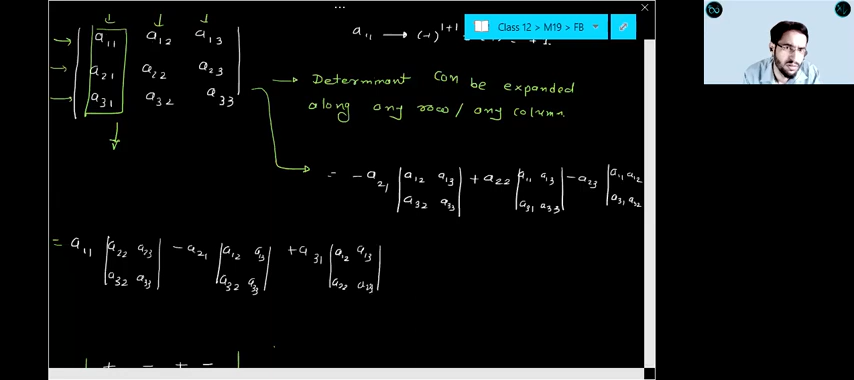 Class 12 > M19 > FB
a11 → (-1)^1+1
a11 a12 a13
a21 a22 a23
a31 a32 a33
→ Determinant can be expanded
along any row / any column
= -a21 |a12 a13| + a22 |a11 a13| - a23 |a11 a12|
|a32 a33| |a31 a33| |a31 a32|
= a11 |a22 a23| - a21 |a12 a13| + a31 |a12 a13|
|a32 a33| |a32 a33| |a22 a23|
| + - + - |